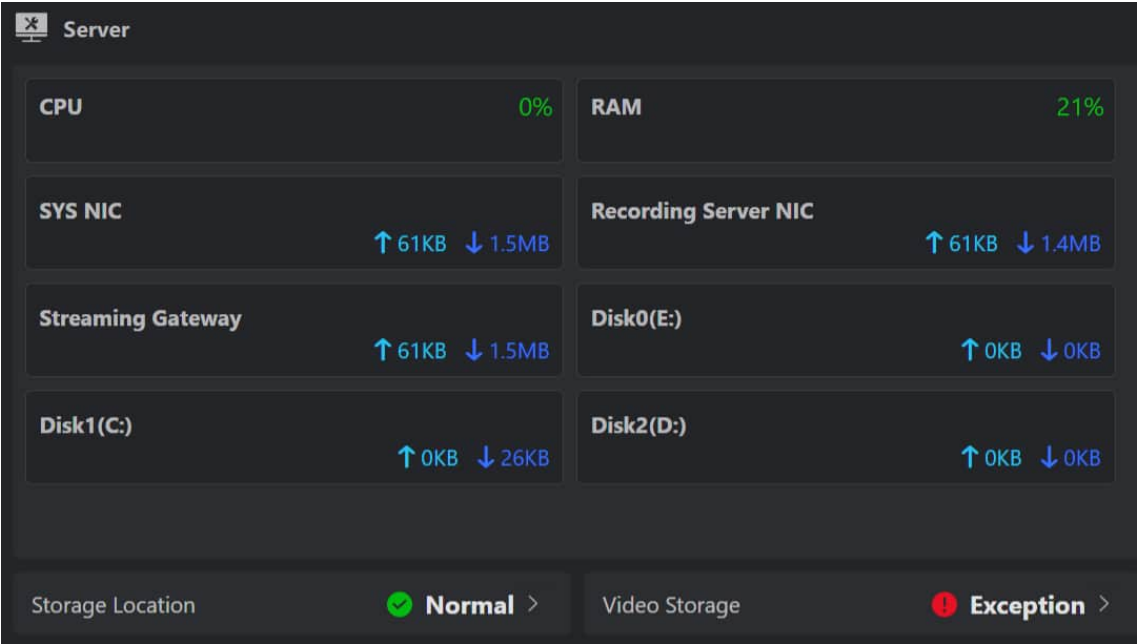 Server
CPU 0% RAM 21%
SYS NIC Recording Server NIC
↑ 61KB ↓ 1.5MB ↑ 61KB ↓ 1.4MB
Streaming Gateway Disk0(E:)
↑ 61KB ↓ 1.5MB ↑ 0KB ↓ 0KB
Disk1(C:) Disk2(D:)
↑ 0KB ↓ 26KB ↑ 0KB ↓ 0KB
Storage Location Normal > Video Storage Exception >